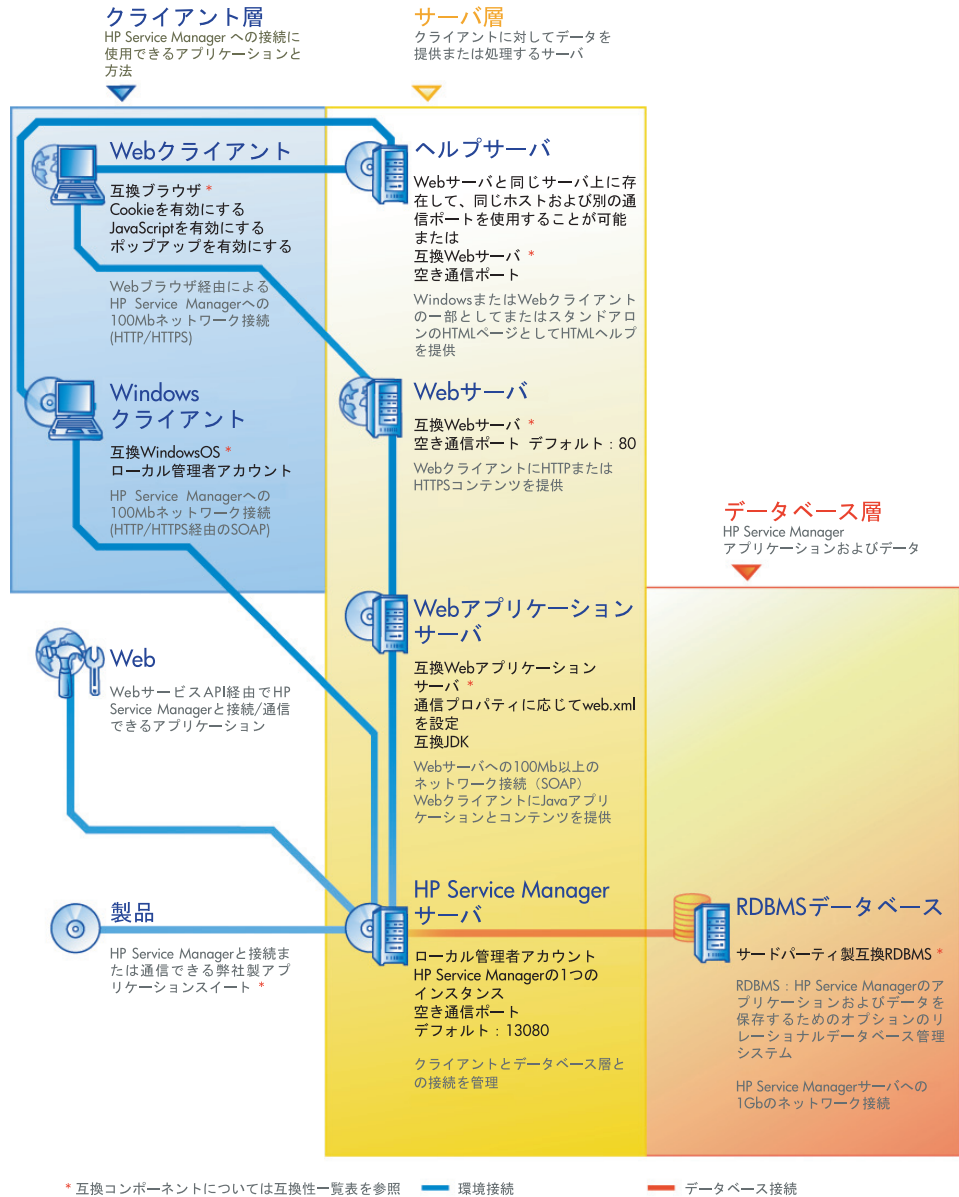 クライアント層
HP Service Manager への接続に
使用できるアプリケーションと
方法
サーバ層
クライアントに対してデータを
提供または処理するサーバ
Webクライアント
互換ブラウザ *
Cookieを有効にする
JavaScriptを有効にする
ポップアップを有効にする
Webブラウザ経由による
HP Service Managerへの
100Mbネットワーク接続
(HTTP/HTTPS)
ヘルプサーバ
Webサーバと同じサーバ上に存
在して、同じホストおよび別の通
信ポートを使用することが可能
または
互換Webサーバ *
空き通信ポート
WindowsまたはWebクライアント
の一部としてまたはスタンドアロ
ンのHTMLページとしてHTMLヘルプ
を提供
Windows
クライアント
互換WindowsOS *
ローカル管理者アカウント
HP Service Managerへの
100Mbネットワーク接続
(HTTP/HTTPS経由のSOAP)
Webサーバ
互換Webサーバ *
空き通信ポート デフォルト：80
WebクライアントにHTTPまたは
HTTPSコンテンツを提供
データベース層
HP Service Manager
アプリケーションおよびデータ
Webアプリケーション
サーバ
互換Webアプリケーション
サーバ *
通信プロパティに応じてweb.xml
を設定
互換JDK
Webサーバへの100Mb以上の
ネットワーク接続（SOAP）
WebクライアントにJavaアプリ
ケーションとコンテンツを提供
Web
WebサービスAPI経由でHP
Service Managerと接続/通信
できるアプリケーション
製品
HP Service Managerと接続ま
たは通信できる弊社製アプ
リケーションスイート *
HP Service Manager
サーバ
ローカル管理者アカウント
HP Service Managerの1つの
インスタンス
空き通信ポート
デフォルト：13080
クライアントとデータベース層と
の接続を管理
RDBMSデータベース
サードパーティ製互換RDBMS *
RDBMS：HP Service Managerのア
プリケーションおよびデータを
保存するためのオプションのリ
レーショナルデータベース管理
システム
HP Service Managerサーバへの
1Gbのネットワーク接続
* 互換コンポーネントについては互換性一覧表を参照
環境接続
データベース接続